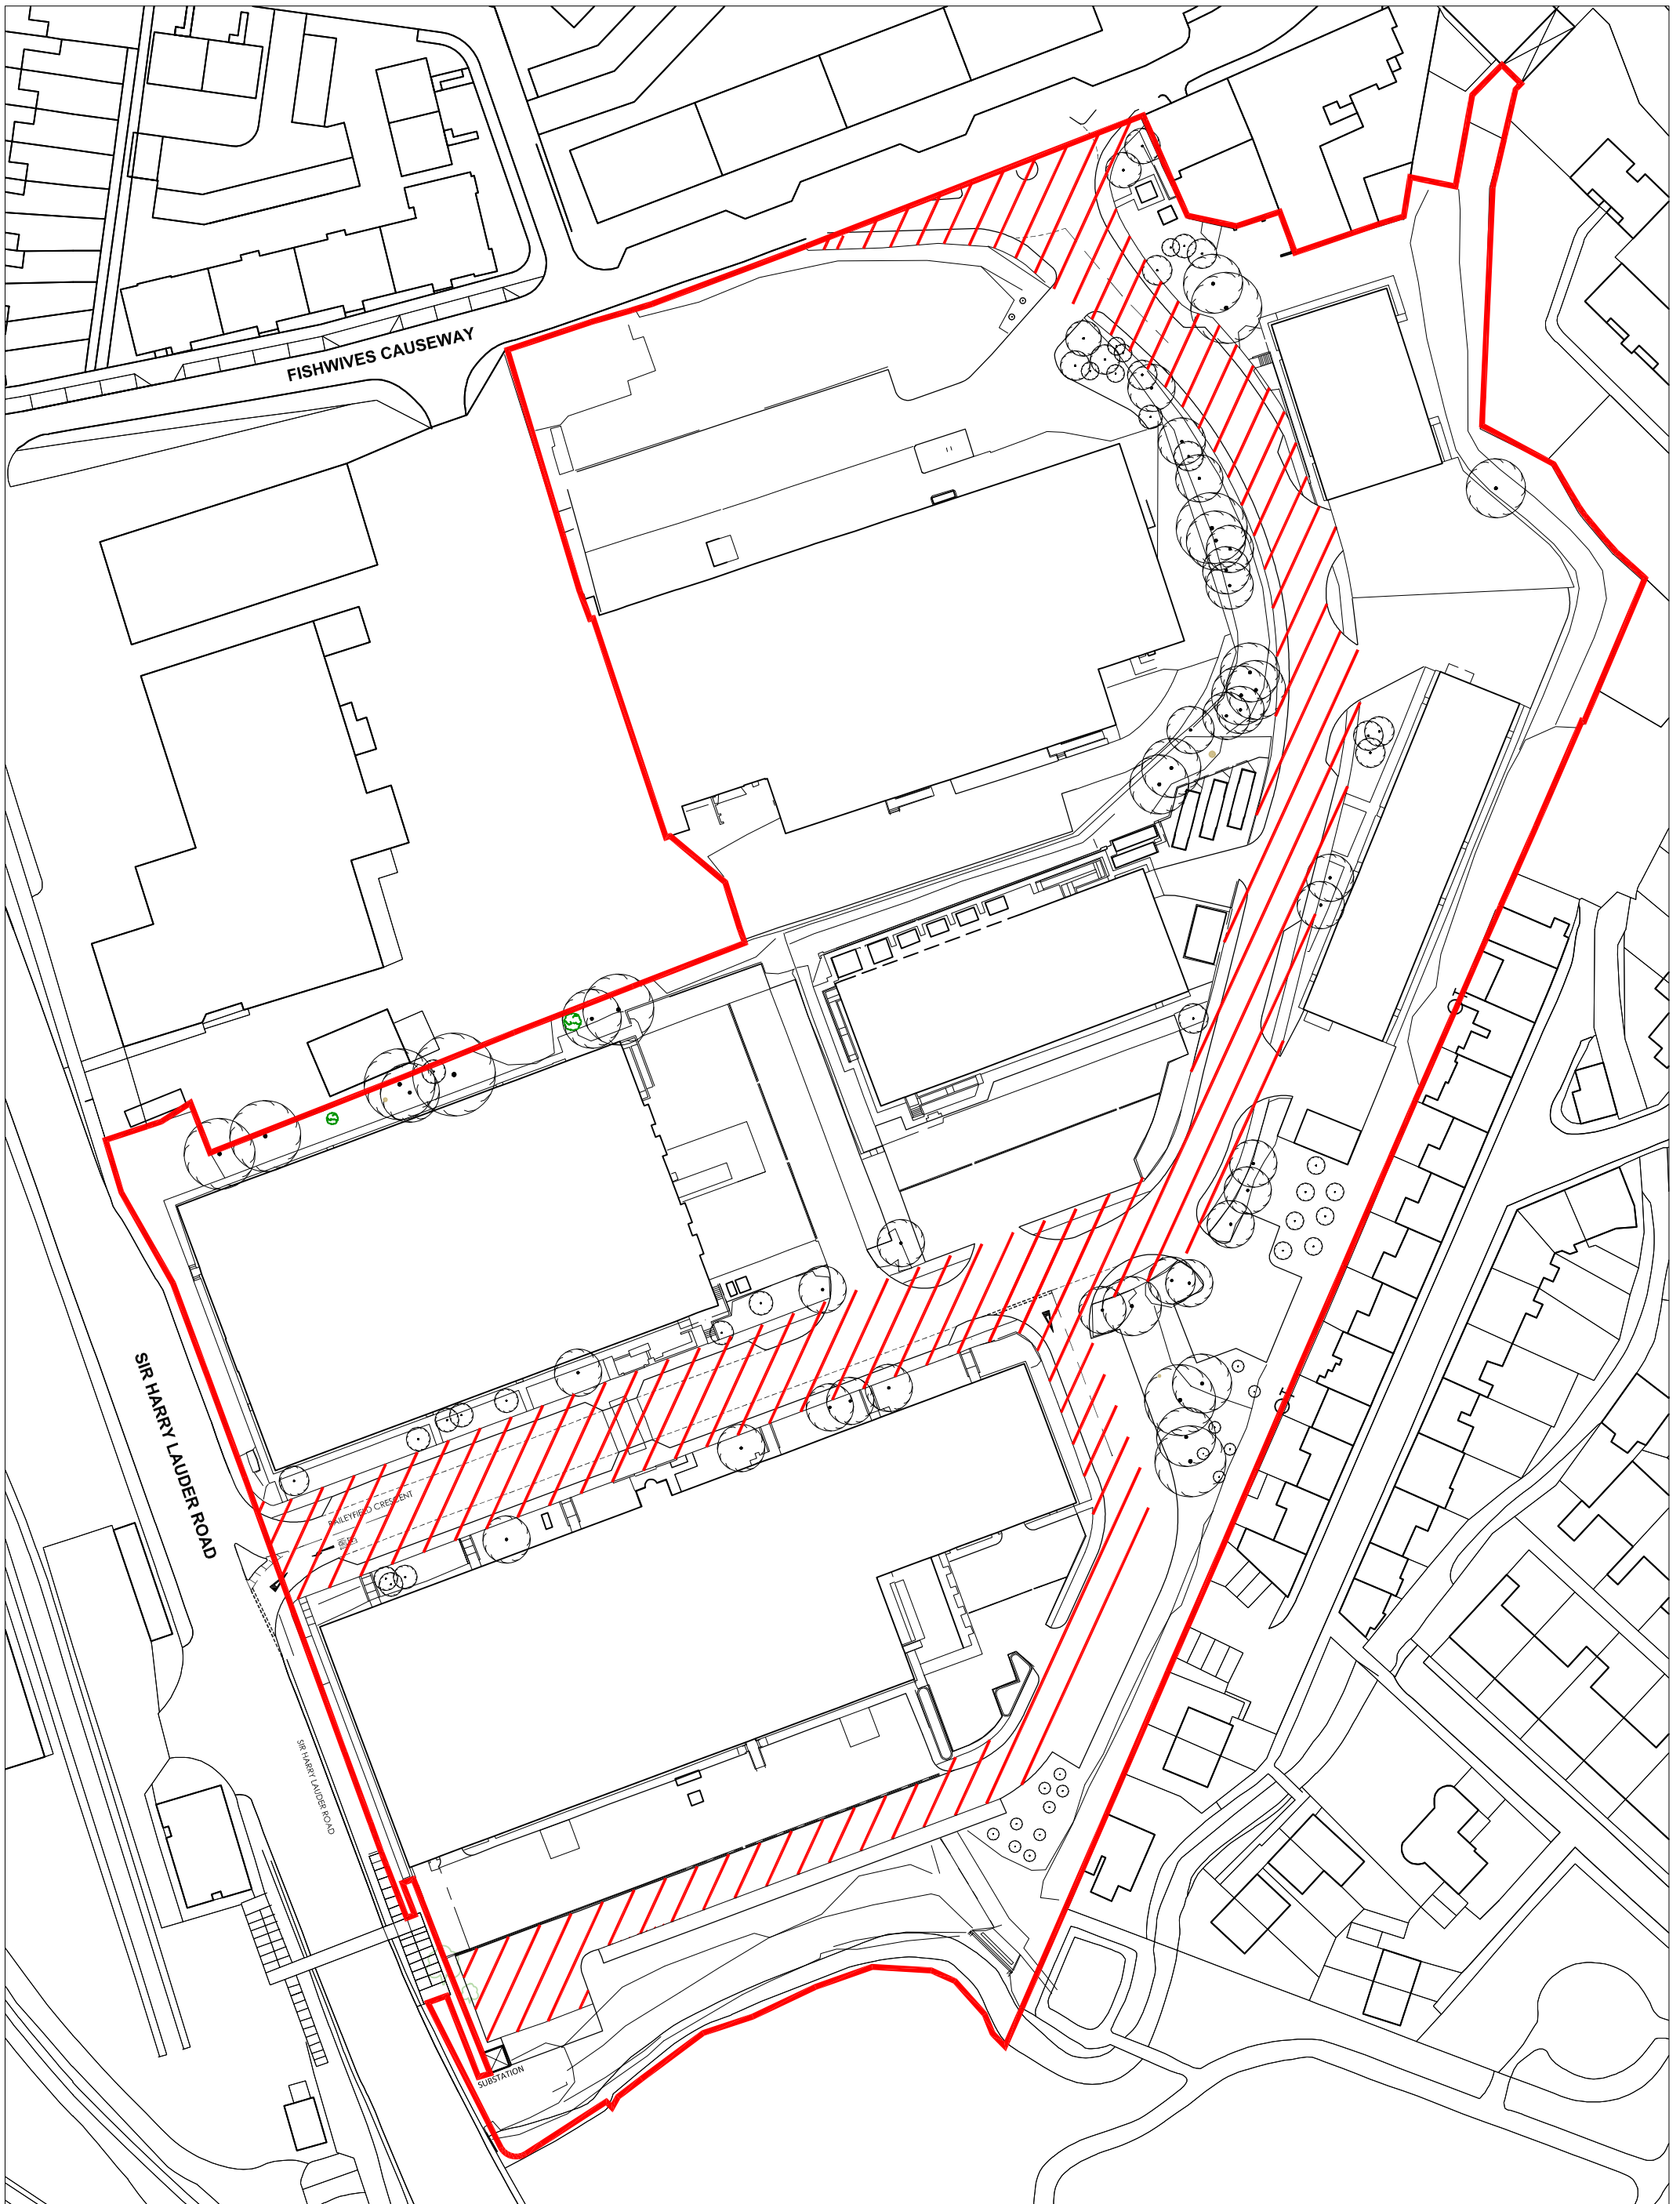 FISHWIVES CAUSEWAY
SIR HARRY LAUDER ROAD
BAILEYFIELD CRESCENT
SIR HARRY LAUDER ROAD
SUBSTATION